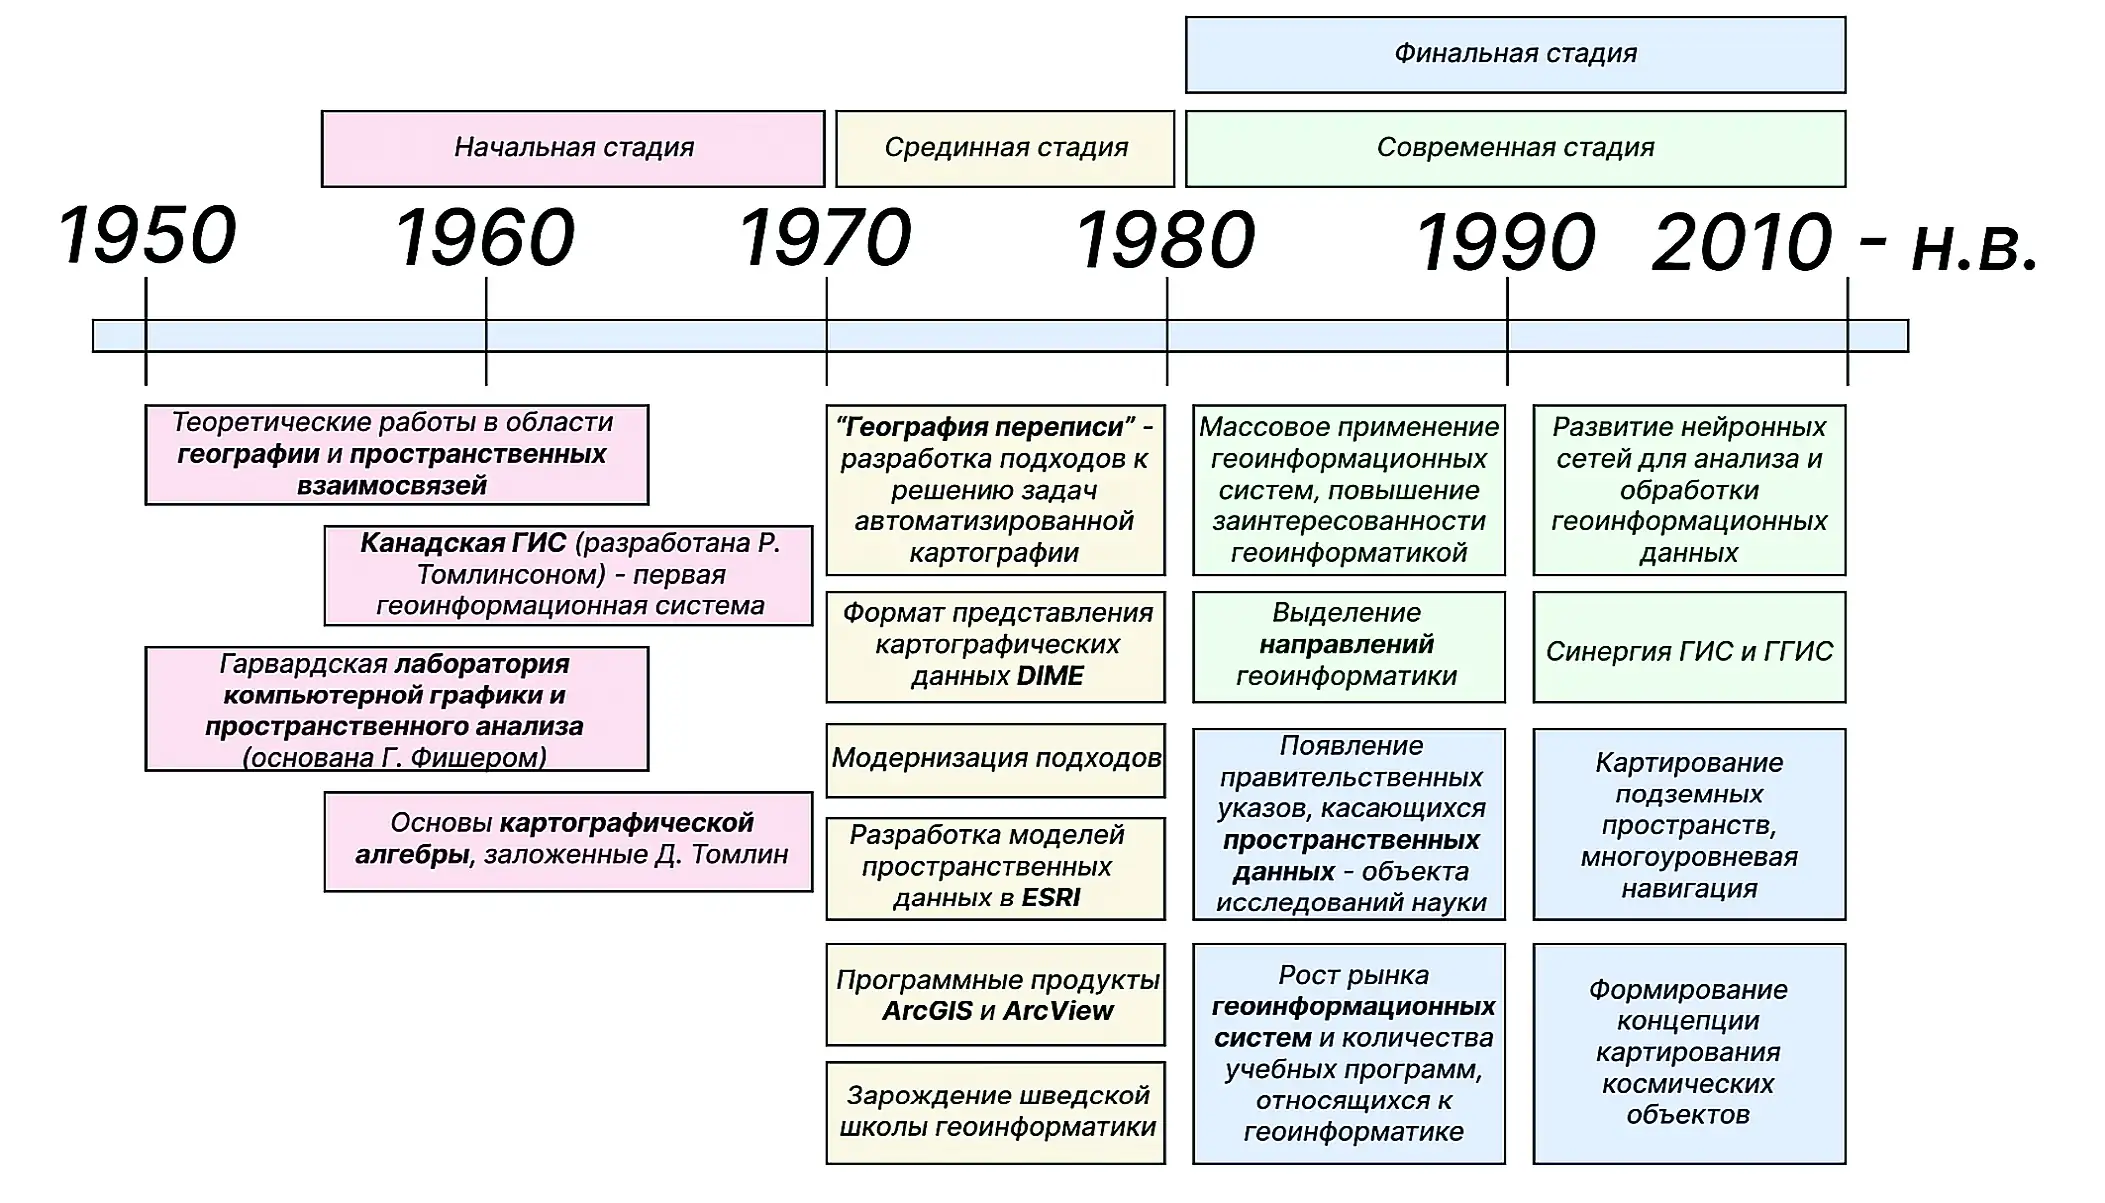 Финальная стадия
Начальная стадия
Срединная стадия
Современная стадия
1950
1960
1970
1980
1990
2010 - н.в.
Теоретические работы в области
географии и пространственных
взаимосвязей
Канадская ГИС (разработана Р.
Томлинсоном) - первая
геоинформационная система
Гарвардская лаборатория
компьютерной графики и
пространственного анализа
(основана Г. Фишером)
Основы картографической
алгебры, заложенные Д. Томлин
“География переписи” -
разработка подходов к
решению задач
автоматизированной
картографии
Формат представления
картографических
данных DIME
Модернизация подходов
Разработка моделей
пространственных
данных в ESRI
Программные продукты
ArcGIS и ArcView
Зарождение шведской
школы геоинформатики
Массовое применение
геоинформационных
систем, повышение
заинтересованности
геоинформатикой
Выделение
направлений
геоинформатики
Появление
правительственных
указов, касающихся
пространственных
данных - объекта
исследований науки
Рост рынка
геоинформационных
систем и количества
учебных программ,
относящихся к
геоинформатике
Развитие нейронных
сетей для анализа и
обработки
геоинформационных
данных
Синергия ГИС и ГГИС
Картирование
подземных
пространств,
многоуровневая
навигация
Формирование
концепции
картирования
космических
объектов